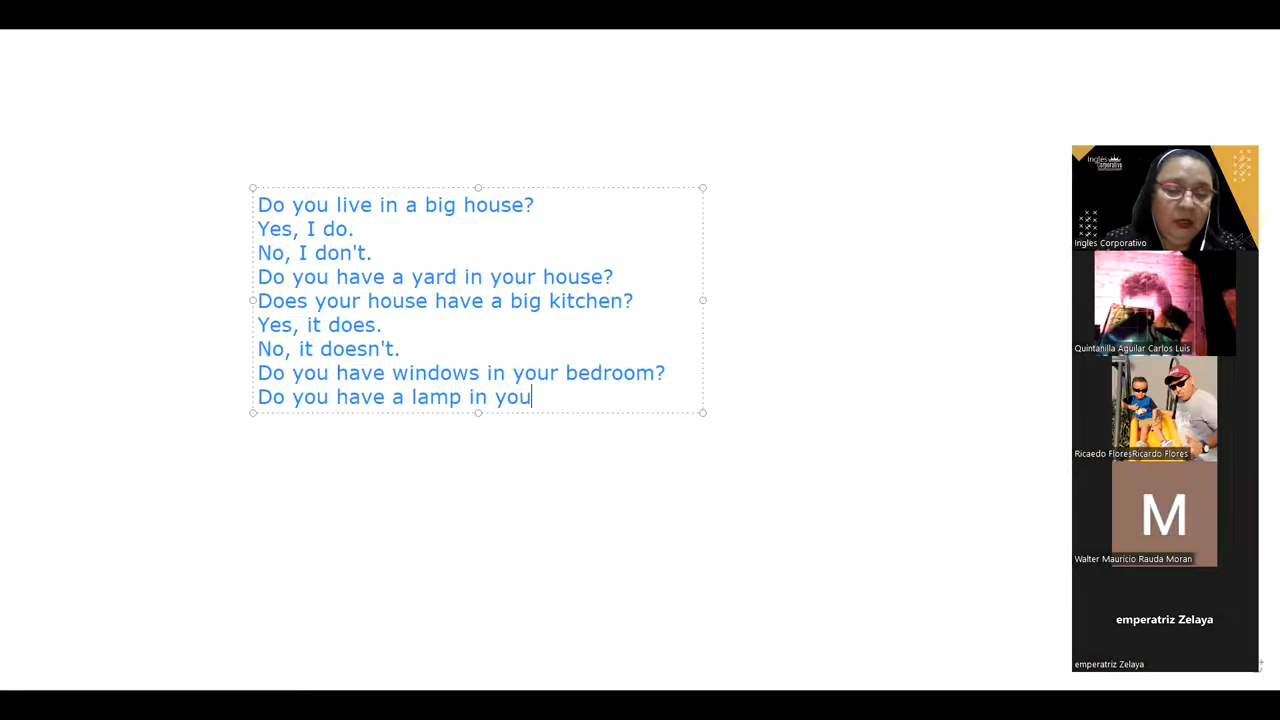 Do you live in a big house?
Yes, I do.
No, I don't.
Do you have a yard in your house?
Does your house have a big kitchen?
Yes, it does.
No, it doesn't.
Do you have windows in your bedroom?
Do you have a lamp in you
Inglés
Corporativo
Ingles Corporativo
Quintanilla Aguilar Carlos Luis
Ricaedo FloresRicardo Flores
M
Walter Mauricio Rauda Moran
emperatriz Zelaya
emperatriz Zelaya